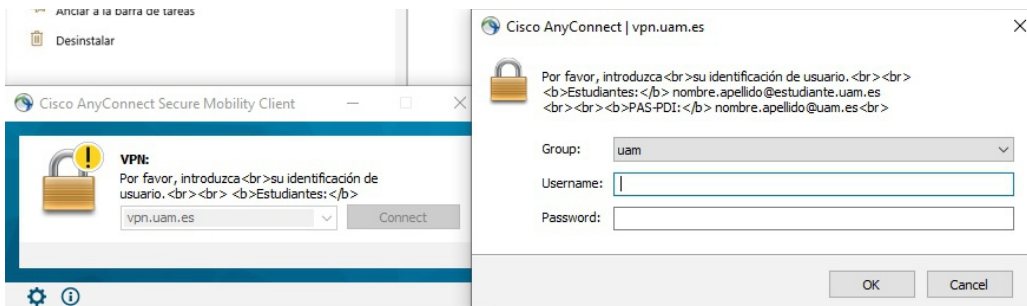 Anclar a la barra de tareas
Desinstalar
Cisco AnyConnect Secure Mobility Client
VPN:
Por favor, introduzca<br>su identificación de
usuario.<br><br> <b>Estudiantes:</b>
vpn.uam.es
Connect
Cisco AnyConnect | vpn.uam.es
Por favor, introduzca<br>su identificación de usuario.<br><br>
<b>Estudiantes:</b> nombre.apellido@estudiante.uam.es
<br><br><b>PAS-PDI:</b> nombre.apellido@uam.es<br>
Group: uam
Username:
Password:
OK Cancel